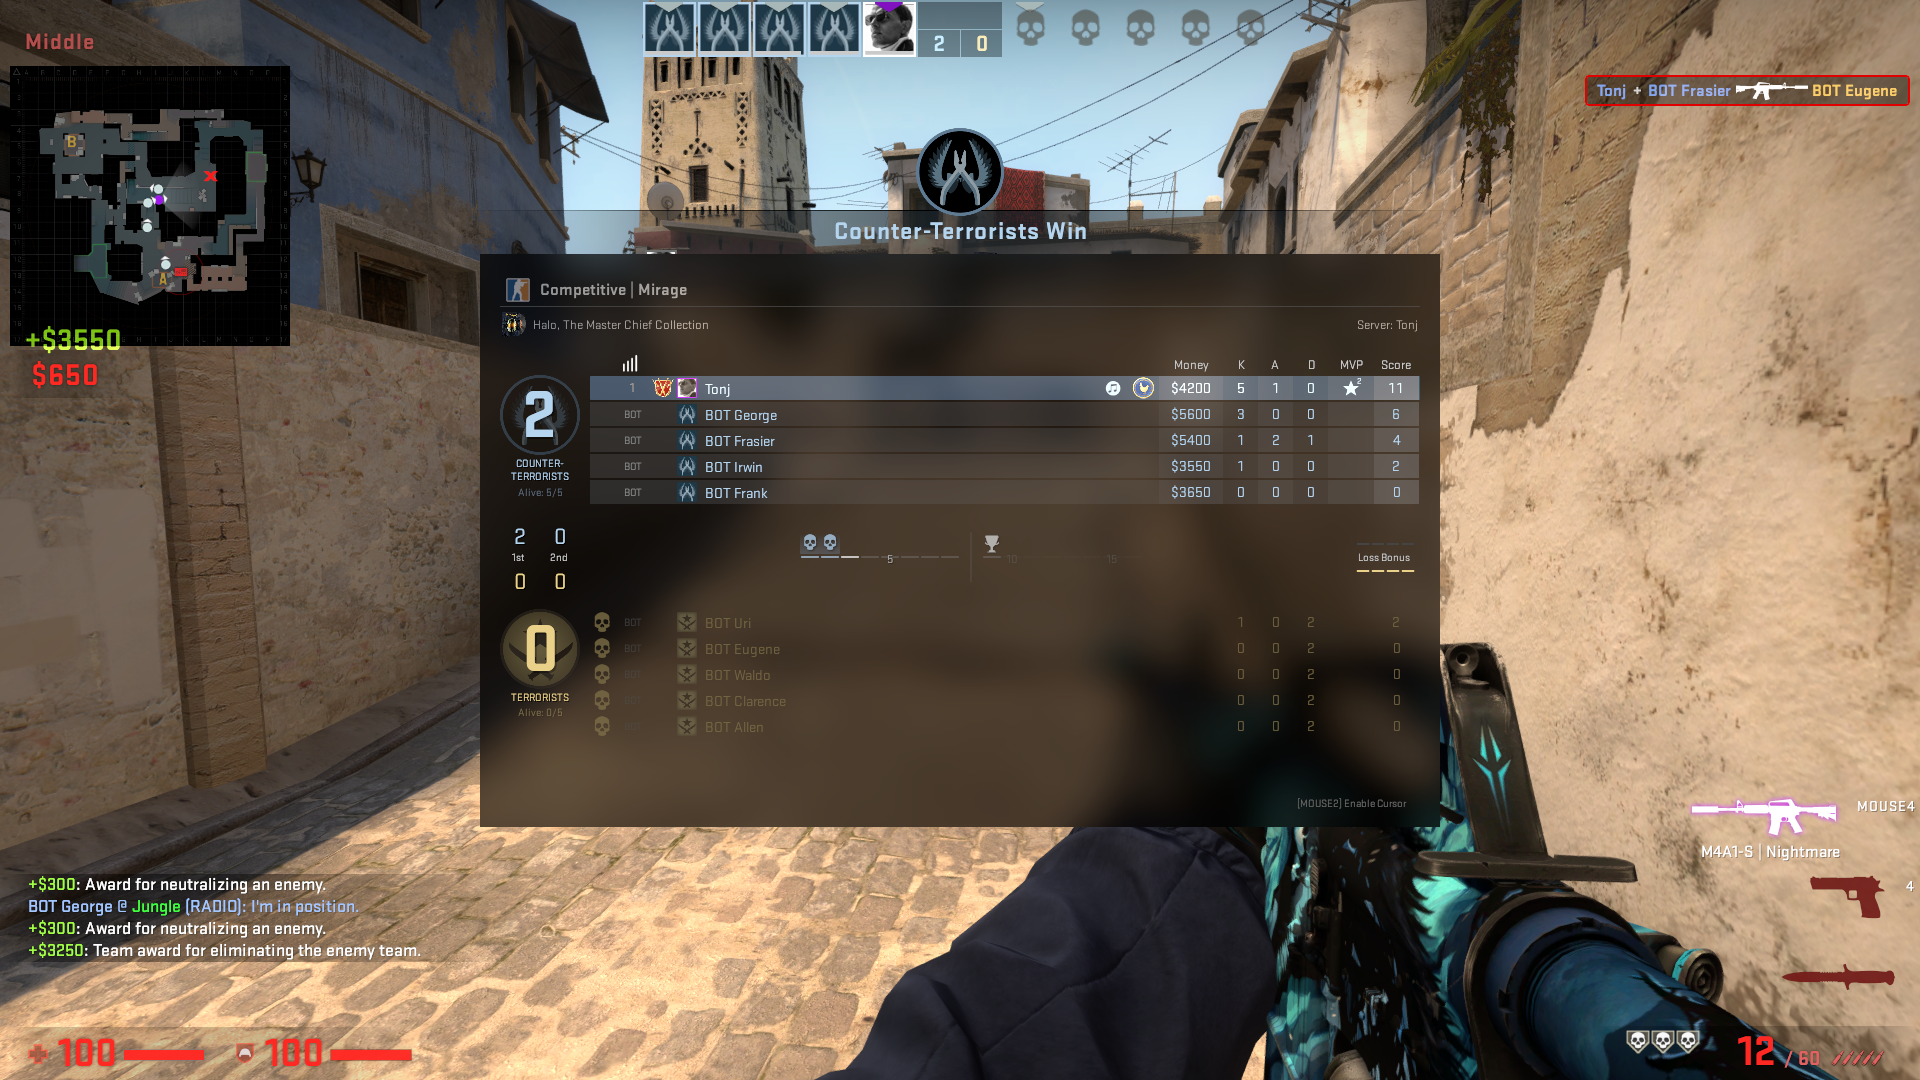 Middle
2 0
Tonj + BOT Frasier BOT Eugene
B
A
+$3550
$650
Counter-Terrorists Win
Competitive | Mirage
Halo, The Master Chief Collection
Server: Tonj
Money K A D MVP Score
2
COUNTER-
TERRORISTS
Alive: 5/5
1 Tonj $4200 5 1 0 2 11
BOT BOT George $5600 3 0 0 6
BOT BOT Frasier $5400 1 2 1 4
BOT BOT Irwin $3550 1 0 0 2
BOT BOT Frank $3650 0 0 0 0
2 0
1st 2nd
0 0
5 10 15
Loss Bonus
0
TERRORISTS
Alive: 0/5
BOT BOT Uri 1 0 2 2
BOT BOT Eugene 0 0 2 0
BOT BOT Waldo 0 0 2 0
BOT BOT Clarence 0 0 2 0
BOT BOT Allen 0 0 2 0
[MOUSE2] Enable Cursor
MOUSE4
M4A1-S | Nightmare
4
+$300: Award for neutralizing an enemy.
BOT George @ Jungle (RADIO): I'm in position.
+$300: Award for neutralizing an enemy.
+$3250: Team award for eliminating the enemy team.
100 100
12 / 60